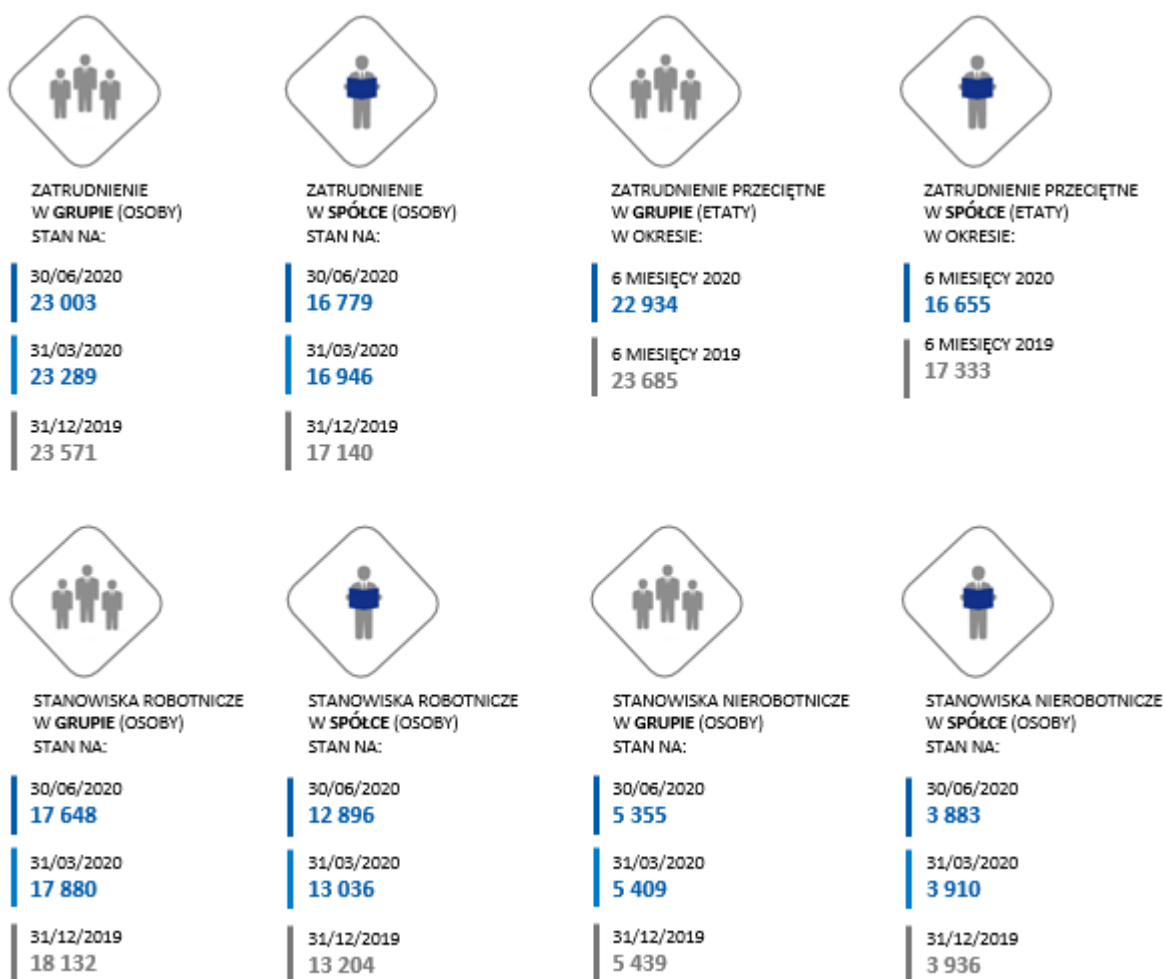 ZATRUDNIENIE
W GRUPIE (OSOBY)
STAN NA:
30/06/2020
23 003
31/03/2020
23 289
31/12/2019
23 571
ZATRUDNIENIE
W SPÓŁCE (OSOBY)
STAN NA:
30/06/2020
16 779
31/03/2020
16 946
31/12/2019
17 140
ZATRUDNIENIE PRZECIĘTNE
W GRUPIE (ETATY)
W OKRESIE:
6 MIESIĘCY 2020
22 934
6 MIESIĘCY 2019
23 685
ZATRUDNIENIE PRZECIĘTNE
W SPÓŁCE (ETATY)
W OKRESIE:
6 MIESIĘCY 2020
16 655
6 MIESIĘCY 2019
17 333
STANOWISKA ROBOTNICZE
W GRUPIE (OSOBY)
STAN NA:
30/06/2020
17 648
31/03/2020
17 880
31/12/2019
18 132
STANOWISKA ROBOTNICZE
W SPÓŁCE (OSOBY)
STAN NA:
30/06/2020
12 896
31/03/2020
13 036
31/12/2019
13 204
STANOWISKA NIEROBOTNICZE
W GRUPIE (OSOBY)
STAN NA:
30/06/2020
5 355
31/03/2020
5 409
31/12/2019
5 439
STANOWISKA NIEROBOTNICZE
W SPÓŁCE (OSOBY)
STAN NA:
30/06/2020
3 883
31/03/2020
3 910
31/12/2019
3 936